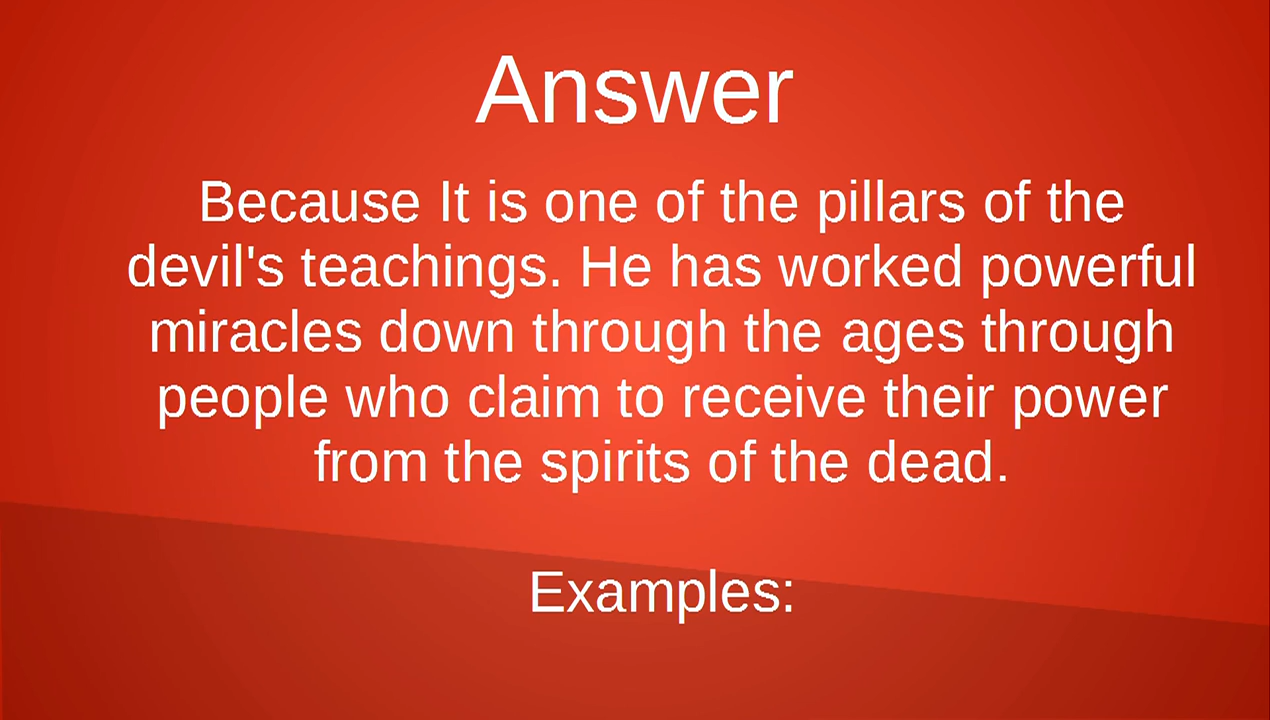 Answer
Because It is one of the pillars of the
devil's teachings. He has worked powerful
miracles down through the ages through
people who claim to receive their power
from the spirits of the dead.
Examples: